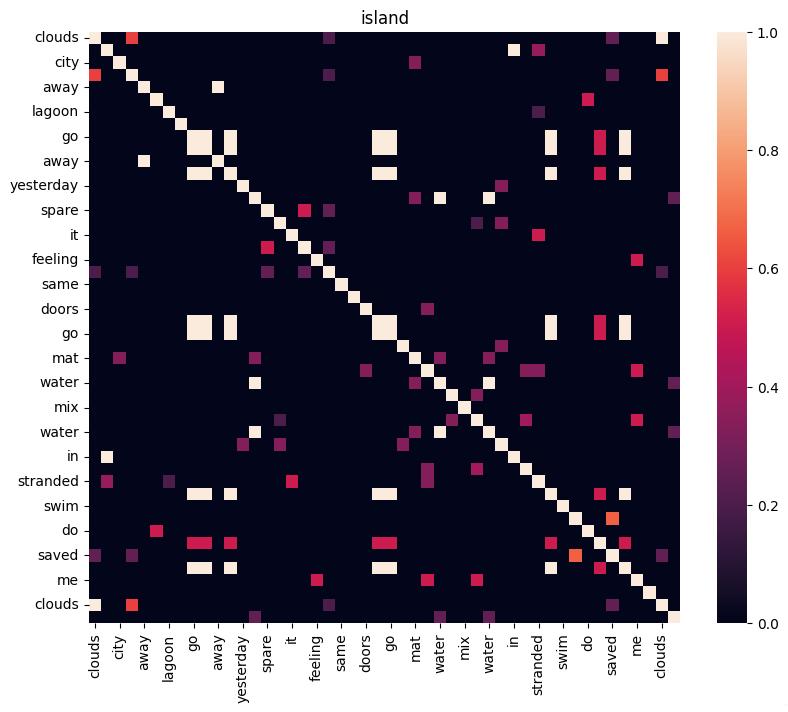 island
clouds
city
away
lagoon
go
away
yesterday
spare
it
feeling
same
doors
go
mat
water
mix
water
in
stranded
swim
do
saved
me
clouds
clouds
city
away
lagoon
go
away
yesterday
spare
it
feeling
same
doors
go
mat
water
mix
water
in
stranded
swim
do
saved
me
clouds
1.0
0.8
0.6
0.4
0.2
0.0